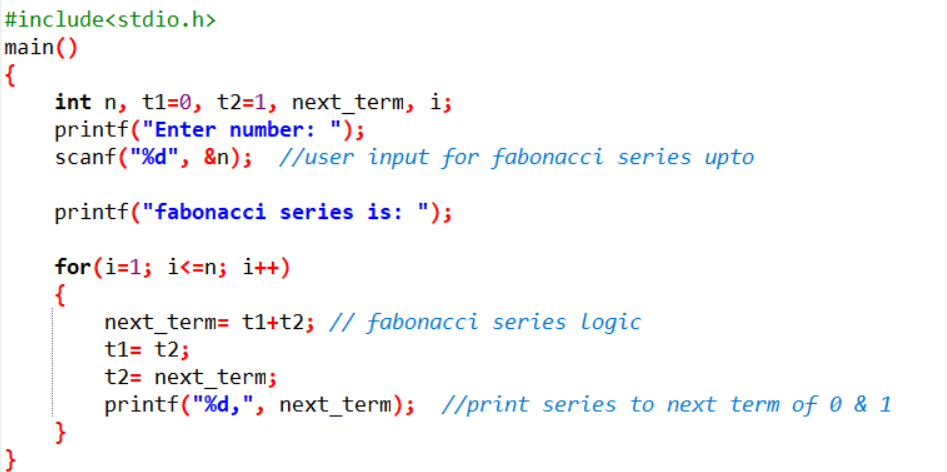 #include<stdio.h>
main()
{
int n, t1=0, t2=1, next_term, i;
printf("Enter number: ");
scanf("%d", &n); //user input for fabonacci series upto
printf("fabonacci series is: ");
for(i=1; i<=n; i++)
{
next_term= t1+t2; // fabonacci series logic
t1= t2;
t2= next_term;
printf("%d,", next_term); //print series to next term of 0 & 1
}
}